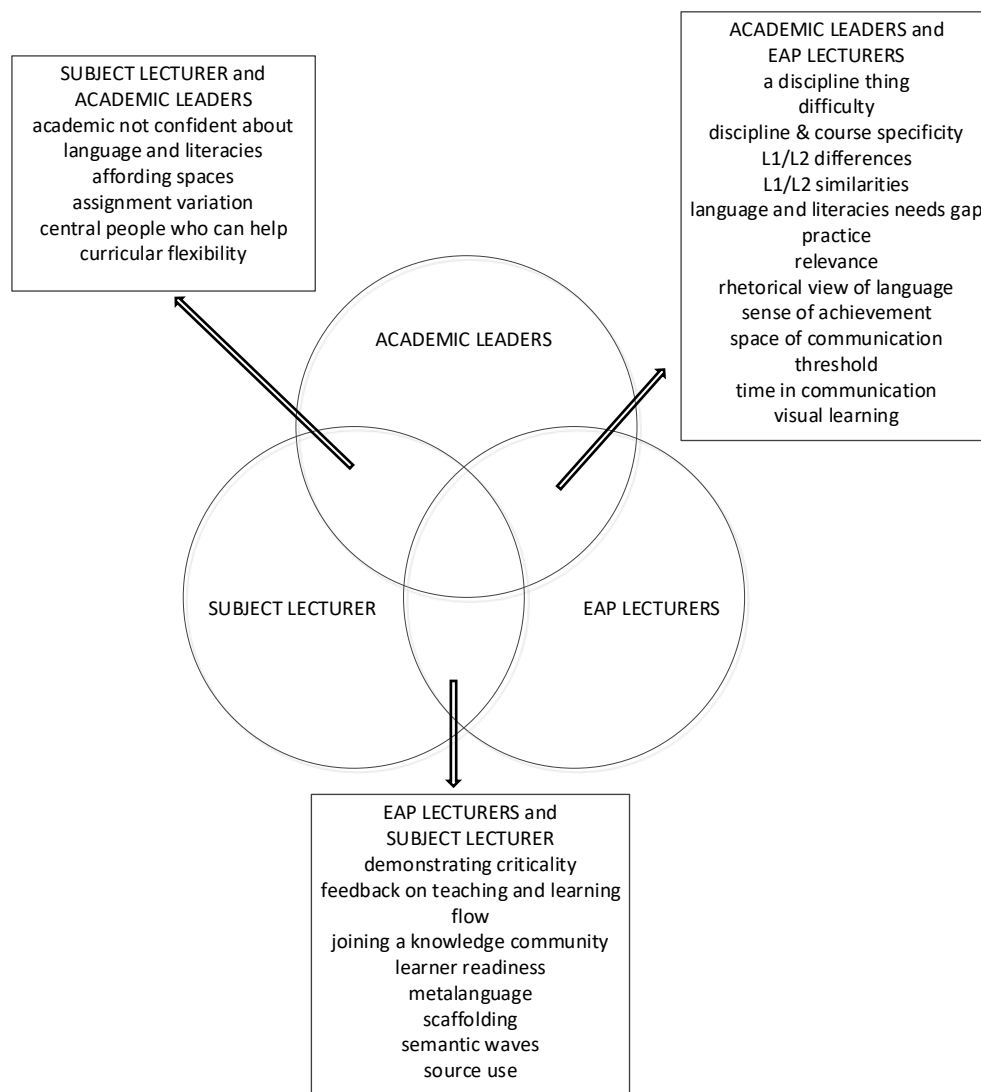 SUBJECT LECTURER and
ACADEMIC LEADERS
academic not confident about
language and literacies
affording spaces
assignment variation
central people who can help
curricular flexibility
ACADEMIC LEADERS and
EAP LECTURERS
a discipline thing
difficulty
discipline & course specificity
L1/L2 differences
L1/L2 similarities
language and literacies needs gap
practice
relevance
rhetorical view of language
sense of achievement
space of communication
threshold
time in communication
visual learning
ACADEMIC LEADERS
SUBJECT LECTURER
EAP LECTURERS
EAP LECTURERS and
SUBJECT LECTURER
demonstrating criticality
feedback on teaching and learning
flow
joining a knowledge community
learner readiness
metalanguage
scaffolding
semantic waves
source use